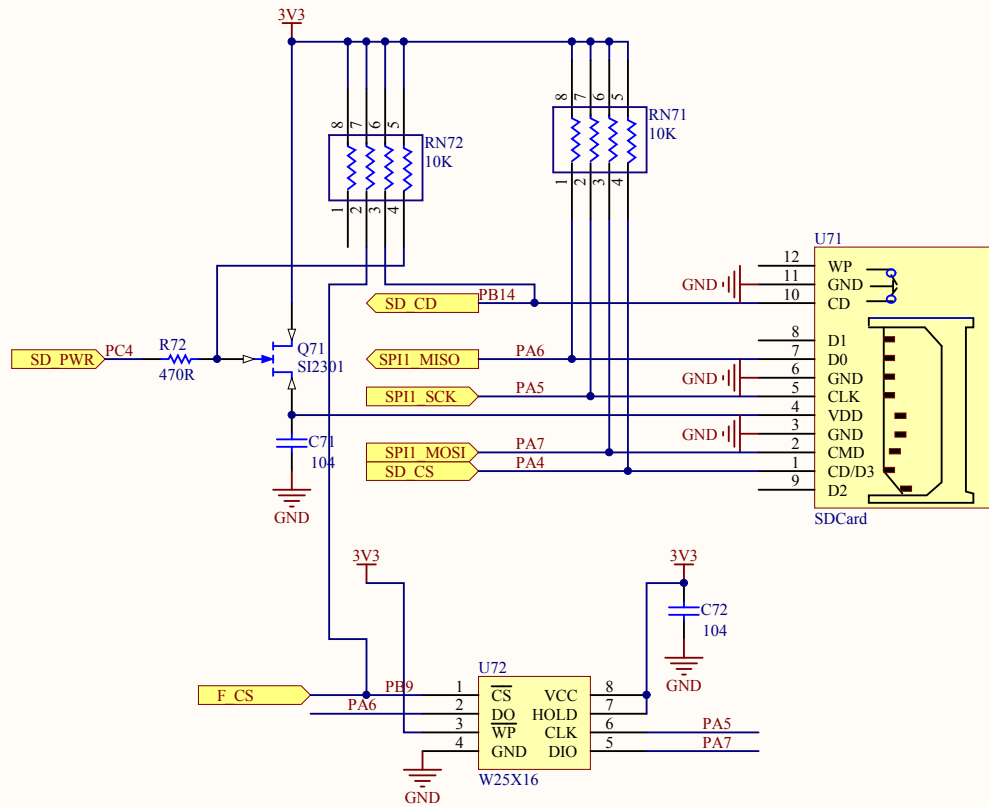 3V3
8 7 6 5
RN72
10K
1 2 3 4
8 7 6 5
RN71
10K
1 2 3 4
U71
12 WP
GND 11 GND
SD_CD PB14 10 CD
8 D1
SD_PWR PC4 R72
470R
Q71
SI2301
SPI1_MISO PA6 7 D0
GND 6 GND
SPI1_SCK PA5 5 CLK
4 VDD
C71
104
GND
GND 3 GND
SPI1_MOSI PA7 2 CMD
SD_CS PA4 1 CD/D3
9 D2
SDCard
3V3
3V3
C72
104
GND
U72
F_CS PB9 1 CS VCC 8
PA6 2 DO HOLD 7
3 WP CLK 6 PA5
4 GND DIO 5 PA7
W25X16
GND